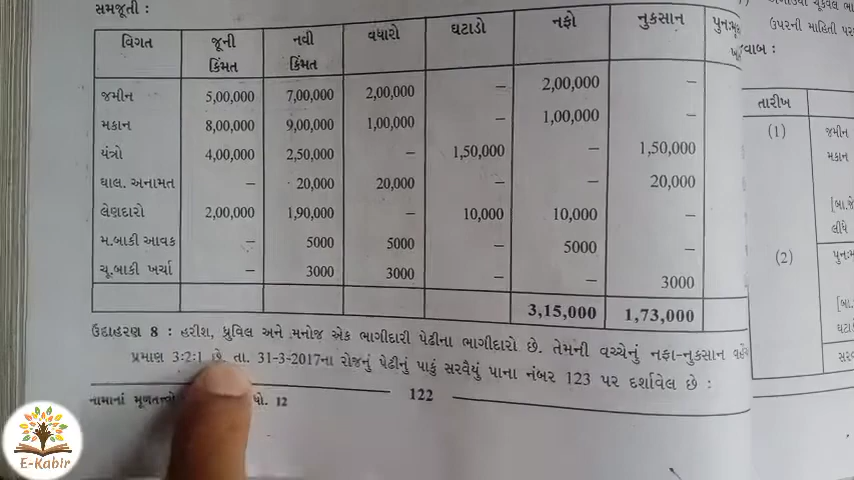 સમજૂતી :
વિગત જૂની કિંમત નવી કિંમત વધારો ઘટાડો નફો નુકસાન
જમીન 5,00,000 7,00,000 2,00,000 – 2,00,000 –
મકાન 8,00,000 9,00,000 1,00,000 – 1,00,000 –
યંત્રો 4,00,000 2,50,000 – 1,50,000 – 1,50,000
ઘાલ. અનામત – 20,000 20,000 – – 20,000
લેણદારો 2,00,000 1,90,000 – 10,000 10,000 –
મ.બાકી આવક – 5000 5000 – 5000 –
ચૂ.બાકી ખર્ચા – 3000 3000 – – 3000
3,15,000 1,73,000
ઉદાહરણ 8 : હરીશ, ધ્રુવિલ અને મનોજ એક ભાગીદારી પેઢીના ભાગીદારો છે. તેમની વચ્ચેનું નફા-નુકસાન
પ્રમાણ 3:2:1 છે. તા. 31-3-2017ના રોજનું પેઢીનું પાકું સરવૈયું પાના નંબર 123 પર દર્શાવેલ છે :
નામાનાં મૂળતત્ત્વો 12
122
ઉપરની માહિતી
તારીખ
(1) જમીન
મકાન
(2)
E-Kabir